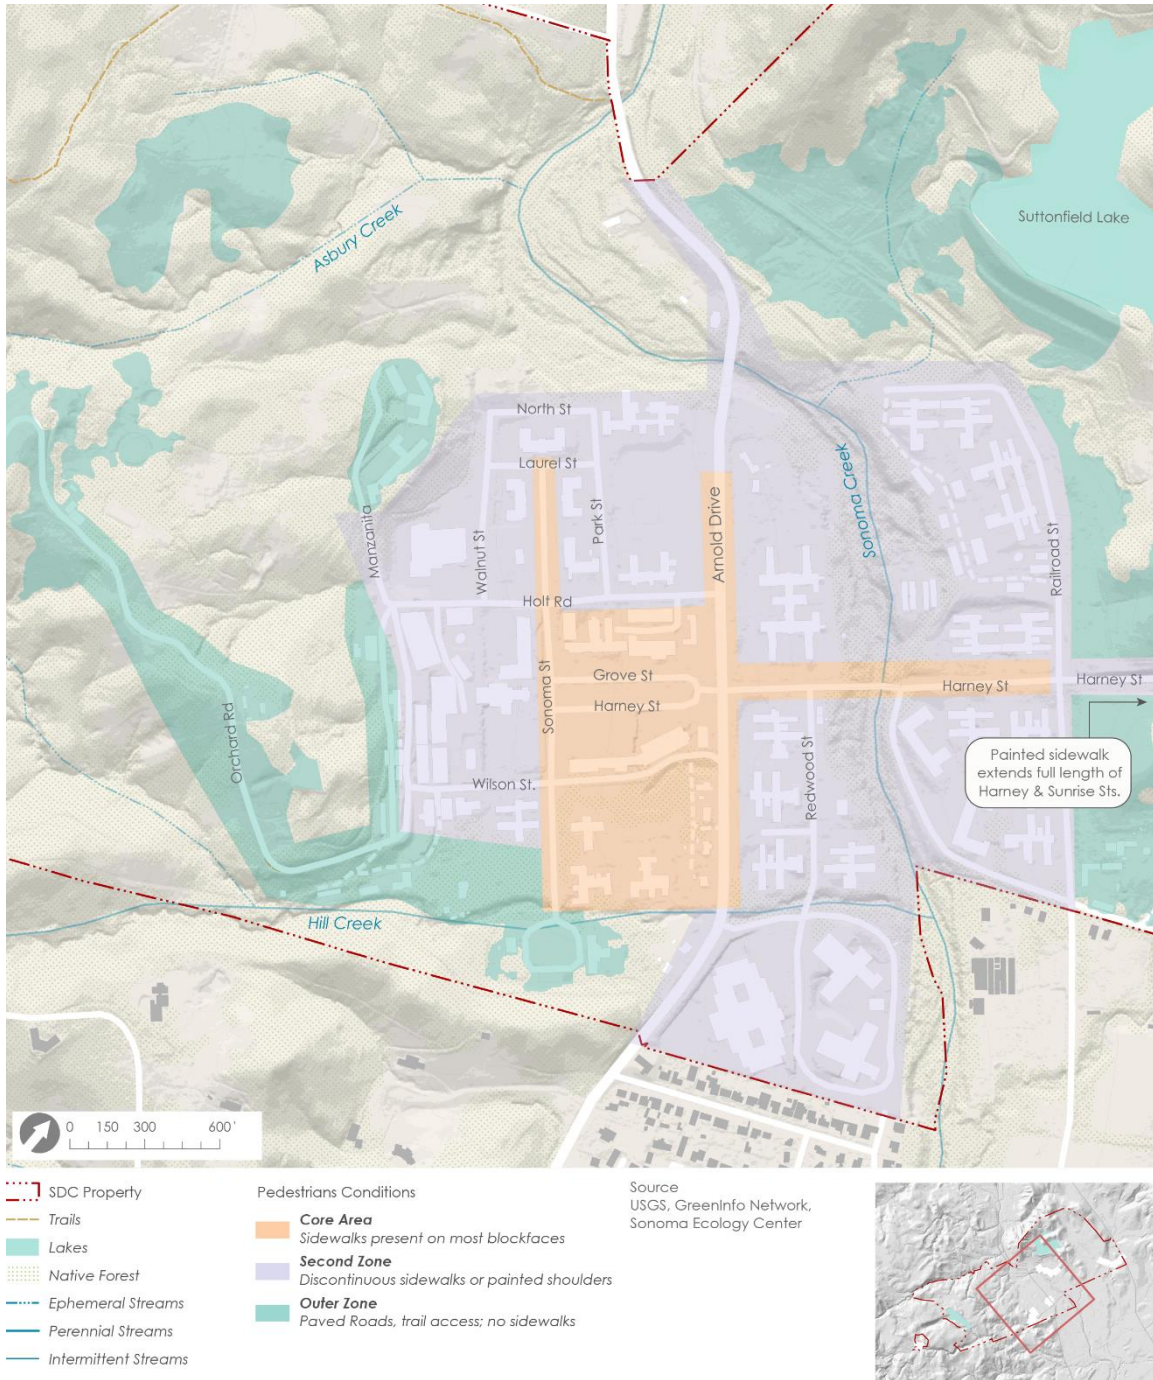 Suttonfield Lake
Asbury Creek
North St
Laurel St
Manzanita
Walnut St
Park St
Arnold Drive
Sonoma Creek
Railroad St
Holt Rd
Sonoma St
Grove St
Harney St
Harney St
Harney St
Orchard Rd
Wilson St.
Redwood St
Painted sidewalk
extends full length of
Harney & Sunrise Sts.
Hill Creek
0 150 300 600'
SDC Property
Trails
Lakes
Native Forest
Ephemeral Streams
Perennial Streams
Intermittent Streams
Pedestrians Conditions
Core Area
Sidewalks present on most blockfaces
Second Zone
Discontinuous sidewalks or painted shoulders
Outer Zone
Paved Roads, trail access; no sidewalks
Source
USGS, GreenInfo Network,
Sonoma Ecology Center